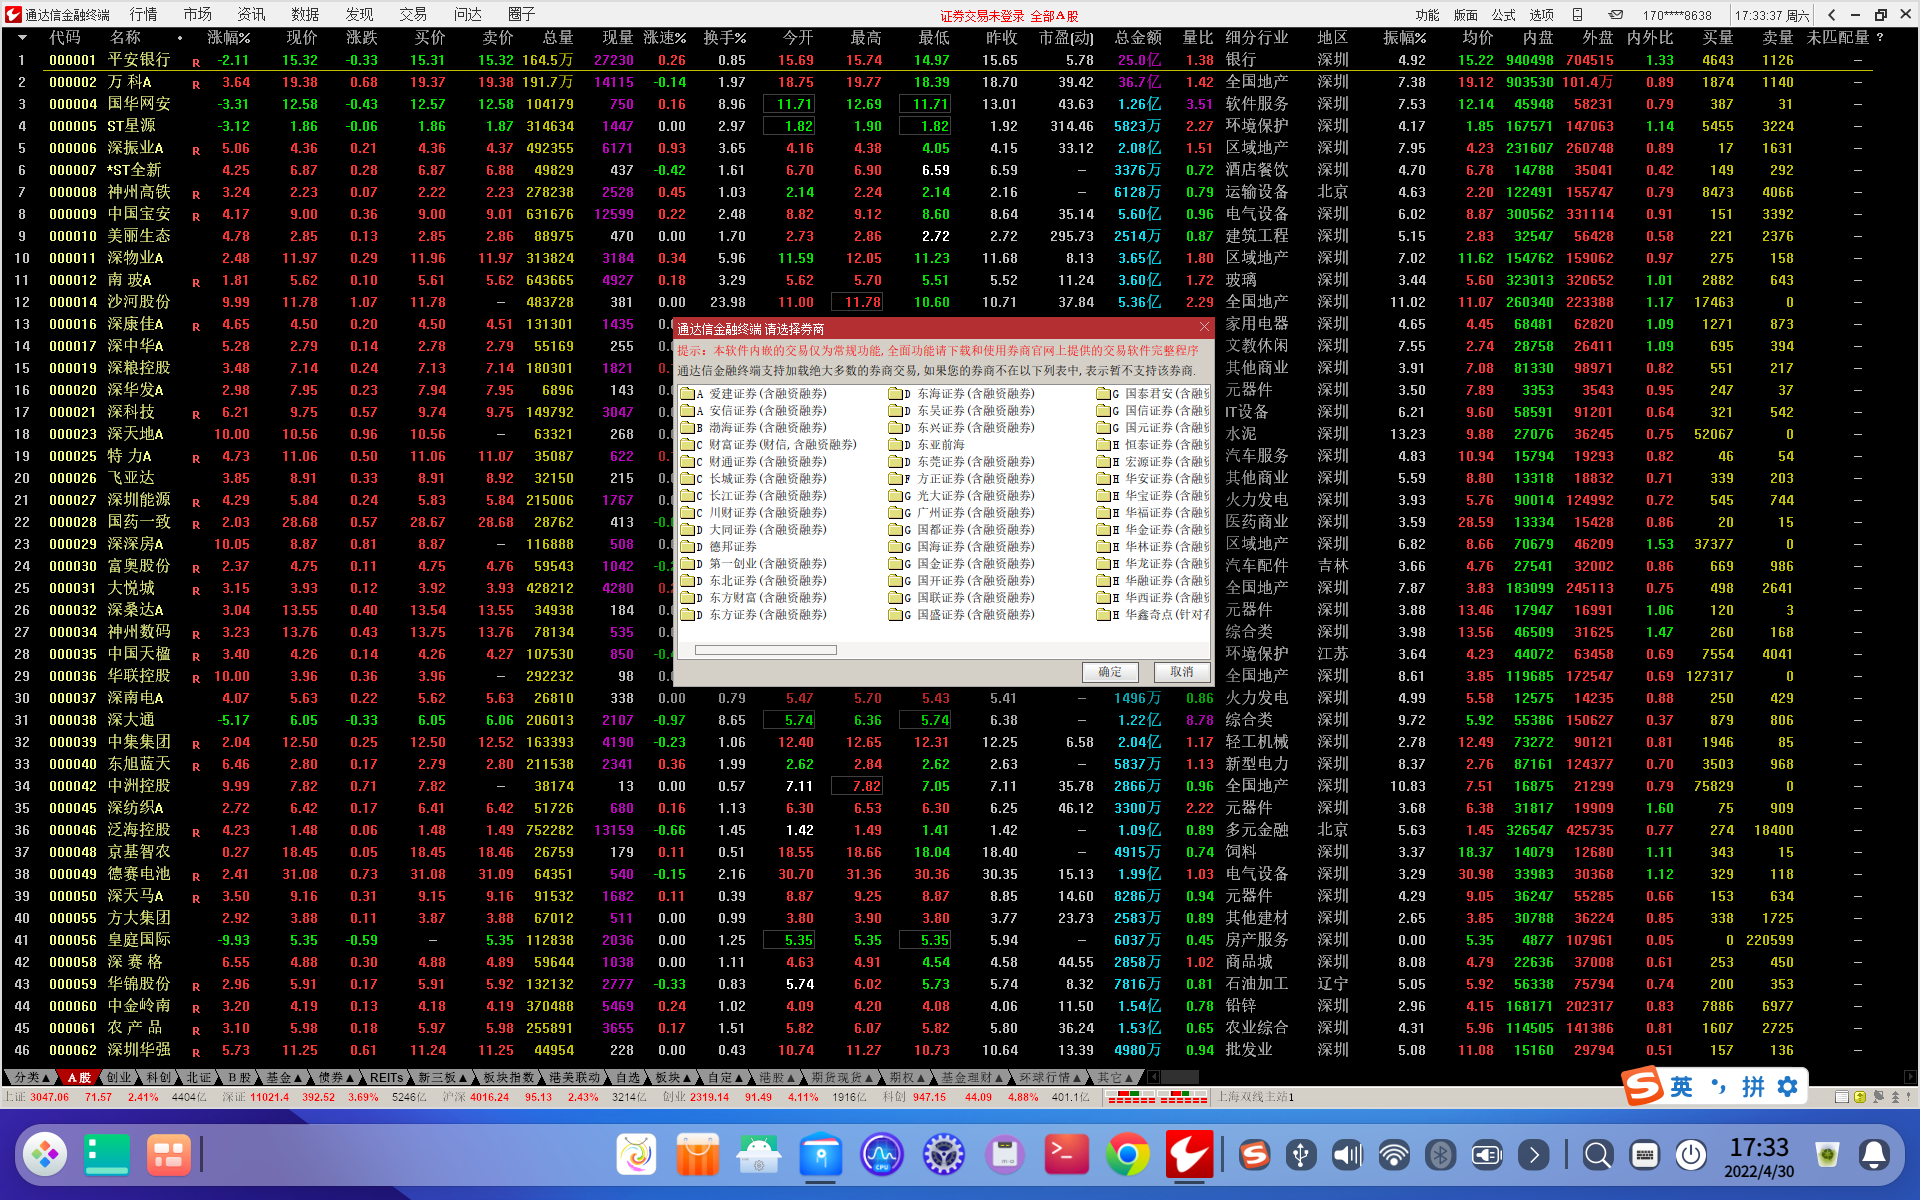 通达信金融终端 行情 市场 资讯 数据 发现 交易 问达 圈子 证券交易未登录 全部A股 功能 版面 公式 选项 170****8638 17:33:37 周六
代码 名称 涨幅% 现价 涨跌 买价 卖价 总量 现量 涨速% 换手% 今开 最高 最低 昨收 市盈(动) 总金额 量比 细分行业 地区 振幅% 均价 内盘 外盘 内外比 买量 卖量 未匹配量 ?
1 000001 平安银行 R -2.11 15.32 -0.33 15.31 15.32 164.5万 27230 0.26 0.85 15.69 15.74 14.97 15.65 5.78 25.0亿 1.38 银行 深圳 4.92 15.22 940498 704515 1.33 4643 1126 –
2 000002 万 科A R 3.64 19.38 0.68 19.37 19.38 191.7万 14115 -0.14 1.97 18.75 19.77 18.39 18.70 39.42 36.7亿 1.42 全国地产 深圳 7.38 19.12 903530 101.4万 0.89 1874 1140 –
3 000004 国华网安 -3.31 12.58 -0.43 12.57 12.58 104179 750 0.16 8.96 11.71 12.69 11.71 13.01 43.63 1.26亿 3.51 软件服务 深圳 7.53 12.14 45948 58231 0.79 387 31 –
4 000005 ST星源 -3.12 1.86 -0.06 1.86 1.87 314634 1447 0.00 2.97 1.82 1.90 1.82 1.92 314.46 5823万 2.27 环境保护 深圳 4.17 1.85 167571 147063 1.14 5455 3224 –
5 000006 深振业A R 5.06 4.36 0.21 4.36 4.37 492355 6171 0.93 3.65 4.16 4.38 4.05 4.15 33.12 2.08亿 1.51 区域地产 深圳 7.95 4.23 231607 260748 0.89 17 1631 –
6 000007 *ST全新 4.25 6.87 0.28 6.87 6.88 49829 437 -0.42 1.61 6.70 6.90 6.59 6.59 – 3376万 0.72 酒店餐饮 深圳 4.70 6.78 14788 35041 0.42 149 292 –
7 000008 神州高铁 R 3.24 2.23 0.07 2.22 2.23 278238 2528 0.45 1.03 2.14 2.24 2.14 2.16 – 6128万 0.79 运输设备 北京 4.63 2.20 122491 155747 0.79 8473 4066 –
8 000009 中国宝安 R 4.17 9.00 0.36 9.00 9.01 631676 12599 0.22 2.48 8.82 9.12 8.60 8.64 35.14 5.60亿 0.96 电气设备 深圳 6.02 8.87 300562 331114 0.91 151 3392 –
9 000010 美丽生态 4.78 2.85 0.13 2.85 2.86 88975 470 0.00 1.70 2.73 2.86 2.72 2.72 295.73 2514万 0.87 建筑工程 深圳 5.15 2.83 32547 56428 0.58 221 2376 –
10 000011 深物业A 2.48 11.97 0.29 11.96 11.97 313824 3184 0.34 5.96 11.59 12.05 11.23 11.68 8.13 3.65亿 1.80 区域地产 深圳 7.02 11.62 154762 159062 0.97 275 158 –
11 000012 南 玻A R 1.81 5.62 0.10 5.61 5.62 643665 4927 0.18 3.29 5.62 5.70 5.51 5.52 11.24 3.60亿 1.72 玻璃 深圳 3.44 5.60 323013 320652 1.01 2882 643 –
12 000014 沙河股份 9.99 11.78 1.07 11.78 – 483728 381 0.00 23.98 11.00 11.78 10.60 10.71 37.84 5.36亿 2.29 全国地产 深圳 11.02 11.07 260340 223388 1.17 17463 0 –
13 000016 深康佳A R 4.65 4.50 0.20 4.50 4.51 131301 1435 家用电器 深圳 4.65 4.45 68481 62820 1.09 1271 873 –
14 000017 深中华A 5.28 2.79 0.14 2.78 2.79 55169 255 文教休闲 深圳 7.55 2.74 28758 26411 1.09 695 394 –
15 000019 深粮控股 3.48 7.14 0.24 7.13 7.14 180301 1821 其他商业 深圳 3.91 7.08 81330 98971 0.82 551 217 –
16 000020 深华发A 2.98 7.95 0.23 7.94 7.95 6896 143 元器件 深圳 3.50 7.89 3353 3543 0.95 247 37 –
17 000021 深科技 R 6.21 9.75 0.57 9.74 9.75 149792 3047 IT设备 深圳 6.21 9.60 58591 91201 0.64 321 542 –
18 000023 深天地A 10.00 10.56 0.96 10.56 – 63321 268 水泥 深圳 13.23 9.88 27076 36245 0.75 52067 0 –
19 000025 特 力A R 4.73 11.06 0.50 11.06 11.07 35087 622 汽车服务 深圳 4.83 10.94 15794 19293 0.82 46 54 –
20 000026 飞亚达 3.85 8.91 0.33 8.91 8.92 32150 215 其他商业 深圳 5.59 8.80 13318 18832 0.71 339 203 –
21 000027 深圳能源 R 4.29 5.84 0.24 5.83 5.84 215006 1767 火力发电 深圳 3.93 5.76 90014 124992 0.72 545 744 –
22 000028 国药一致 R 2.03 28.68 0.57 28.67 28.68 28762 413 医药商业 深圳 3.59 28.59 13334 15428 0.86 20 15 –
23 000029 深深房A 10.05 8.87 0.81 8.87 – 116888 508 区域地产 深圳 6.82 8.66 70679 46209 1.53 37377 0 –
24 000030 富奥股份 R 2.37 4.75 0.11 4.75 4.76 59543 1042 汽车配件 吉林 3.66 4.76 27541 32002 0.86 669 986 –
25 000031 大悦城 R 3.15 3.93 0.12 3.92 3.93 428212 4280 全国地产 深圳 7.87 3.83 183099 245113 0.75 498 2641 –
26 000032 深桑达A 3.04 13.55 0.40 13.54 13.55 34938 184 元器件 深圳 3.88 13.46 17947 16991 1.06 120 3 –
27 000034 神州数码 R 3.23 13.76 0.43 13.75 13.76 78134 535 综合类 深圳 3.98 13.56 46509 31625 1.47 260 168 –
28 000035 中国天楹 R 3.40 4.26 0.14 4.26 4.27 107530 850 环境保护 江苏 3.64 4.23 44072 63458 0.69 7554 4041 –
29 000036 华联控股 R 10.00 3.96 0.36 3.96 – 292232 98 全国地产 深圳 8.61 3.85 119685 172547 0.69 127317 0 –
通达信金融终端 请选择券商
提示：本软件内嵌的交易仅为常规功能,全面功能请下载和使用券商官网上提供的交易软件完整程序
通达信金融终端支持加载绝大多数的券商交易,如果您的券商不在以下列表中,表示暂不支持该券商.
A 爱建证券(含融资融券) D 东海证券(含融资融券) G 国泰君安(含融
A 安信证券(含融资融券) D 东吴证券(含融资融券) G 国信证券(含融
B 渤海证券(含融资融券) D 东兴证券(含融资融券) G 国元证券(含融
C 财富证券(财信,含融资融券) D 东亚前海 H 恒泰证券(含融
C 财通证券(含融资融券) D 东莞证券(含融资融券) H 宏源证券(含融
C 长城证券(含融资融券) F 方正证券(含融资融券) H 华安证券(含融
C 长江证券(含融资融券) G 光大证券(含融资融券) H 华宝证券(含融
C 川财证券(含融资融券) G 广州证券(含融资融券) H 华福证券(含融
D 大同证券(含融资融券) G 国都证券(含融资融券) H 华金证券(含融
D 德邦证券 G 国海证券(含融资融券) H 华林证券(含融
D 第一创业(含融资融券) G 国金证券(含融资融券) H 华龙证券(含融
D 东北证券(含融资融券) G 国开证券(含融资融券) H 华融证券(含融
D 东方财富(含融资融券) G 国联证券(含融资融券) H 华西证券(含融
D 东方证券(含融资融券) G 国盛证券(含融资融券) H 华鑫奇点(针对
确定 取消
30 000037 深南电A 4.07 5.63 0.22 5.62 5.63 26810 338 0.00 0.79 5.47 5.70 5.43 5.41 – 1496万 0.86 火力发电 深圳 4.99 5.58 12575 14235 0.88 250 429 –
31 000038 深大通 -5.17 6.05 -0.33 6.05 6.06 206013 2107 -0.97 8.65 5.74 6.36 5.74 6.38 – 1.22亿 8.78 综合类 深圳 9.72 5.92 55386 150627 0.37 879 806 –
32 000039 中集集团 R 2.04 12.50 0.25 12.50 12.52 163393 4190 -0.23 1.06 12.40 12.65 12.31 12.25 6.58 2.04亿 1.17 轻工机械 深圳 2.78 12.49 73272 90121 0.81 1946 85 –
33 000040 东旭蓝天 R 6.46 2.80 0.17 2.79 2.80 211538 2341 0.36 1.99 2.62 2.84 2.62 2.63 – 5837万 1.13 新型电力 深圳 8.37 2.76 87161 124377 0.70 3503 968 –
34 000042 中洲控股 9.99 7.82 0.71 7.82 – 38174 13 0.00 0.57 7.11 7.82 7.05 7.11 35.78 2866万 0.96 全国地产 深圳 10.83 7.51 16875 21299 0.79 75829 0 –
35 000045 深纺织A 2.72 6.42 0.17 6.41 6.42 51726 680 0.16 1.13 6.30 6.53 6.30 6.25 46.12 3300万 2.22 元器件 深圳 3.68 6.38 31817 19909 1.60 75 909 –
36 000046 泛海控股 R 4.23 1.48 0.06 1.48 1.49 752282 13159 -0.66 1.45 1.42 1.49 1.41 1.42 – 1.09亿 0.89 多元金融 北京 5.63 1.45 326547 425735 0.77 274 18400 –
37 000048 京基智农 0.27 18.45 0.05 18.45 18.46 26759 179 0.11 0.51 18.55 18.66 18.04 18.40 – 4915万 0.74 饲料 深圳 3.37 18.37 14079 12680 1.11 343 15 –
38 000049 德赛电池 R 2.41 31.08 0.73 31.08 31.09 64351 540 -0.15 2.16 30.70 31.36 30.36 30.35 15.13 1.99亿 1.03 电气设备 深圳 3.29 30.98 33983 30368 1.12 329 118 –
39 000050 深天马A R 3.50 9.16 0.31 9.15 9.16 91532 1682 0.11 0.39 8.87 9.25 8.87 8.85 14.60 8286万 0.94 元器件 深圳 4.29 9.05 36247 55285 0.66 153 634 –
40 000055 方大集团 2.92 3.88 0.11 3.87 3.88 67012 511 0.00 0.99 3.80 3.90 3.80 3.77 23.73 2583万 0.89 其他建材 深圳 2.65 3.85 30788 36224 0.85 338 1725 –
41 000056 皇庭国际 -9.93 5.35 -0.59 – 5.35 112838 2036 0.00 1.25 5.35 5.35 5.35 5.94 – 6037万 0.45 房产服务 深圳 0.00 5.35 4877 107961 0.05 0 220599 –
42 000058 深 赛 格 6.55 4.88 0.30 4.88 4.89 59644 1038 0.00 1.11 4.63 4.91 4.54 4.58 44.55 2858万 1.02 商品城 深圳 8.08 4.79 22636 37008 0.61 253 450 –
43 000059 华锦股份 R 2.96 5.91 0.17 5.91 5.92 132132 2777 -0.33 0.83 5.74 6.02 5.73 5.74 8.32 7816万 0.81 石油加工 辽宁 5.05 5.92 56338 75794 0.74 200 353 –
44 000060 中金岭南 R 3.20 4.19 0.13 4.18 4.19 370488 5469 0.24 1.02 4.09 4.20 4.08 4.06 11.50 1.54亿 0.78 铅锌 深圳 2.96 4.15 168171 202317 0.83 7886 6977 –
45 000061 农 产 品 R 3.10 5.98 0.18 5.97 5.98 255891 3655 0.17 1.51 5.82 6.07 5.82 5.80 36.24 1.53亿 0.65 农业综合 深圳 4.31 5.96 114505 141386 0.81 1607 2725 –
46 000062 深圳华强 R 5.73 11.25 0.61 11.24 11.25 44954 228 0.00 0.43 10.74 11.27 10.73 10.64 13.39 4980万 0.94 批发业 深圳 5.08 11.08 15160 29794 0.51 157 136 –
分类▲ A股 创业 科创 北证 B股 基金▲ 债券▲ REITs 新三板▲ 板块指数 港美联动 自选 板块▲ 自定▲ 港股▲ 期货现货▲ 期权▲ 基金理财▲ 环球行情▲ 其它▲
上证 3047.06 71.57 2.41% 4404亿 深证 11021.4 392.52 3.69% 5246亿 沪深 4016.24 95.13 2.43% 3214亿 创业 2319.14 91.49 4.11% 1916亿 科创 947.15 44.09 4.88% 401.1亿 上海双线主站1
英 拼
CPU
17:33
2022/4/30